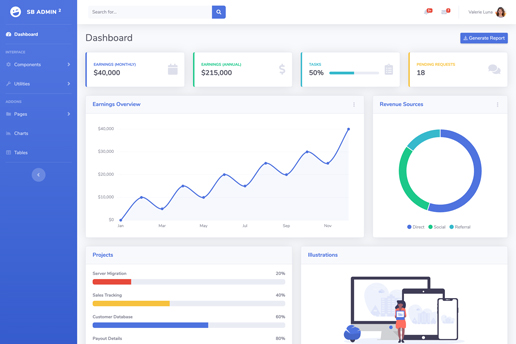 SB ADMIN 2
Search for...
Valerie Luna
Dashboard
Dashboard
Generate Report
INTERFACE
Components
Utilities
ADDONS
Pages
Charts
Tables
EARNINGS (MONTHLY)
$40,000
EARNINGS (ANNUAL)
$215,000
TASKS
50%
PENDING REQUESTS
18
Earnings Overview
$40,000
$30,000
$20,000
$10,000
$0
Jan Mar May Jul Sep Nov
Revenue Sources
Direct Social Referral
Projects
Server Migration 20%
Sales Tracking 40%
Customer Database 60%
Payout Details 80%
Illustrations